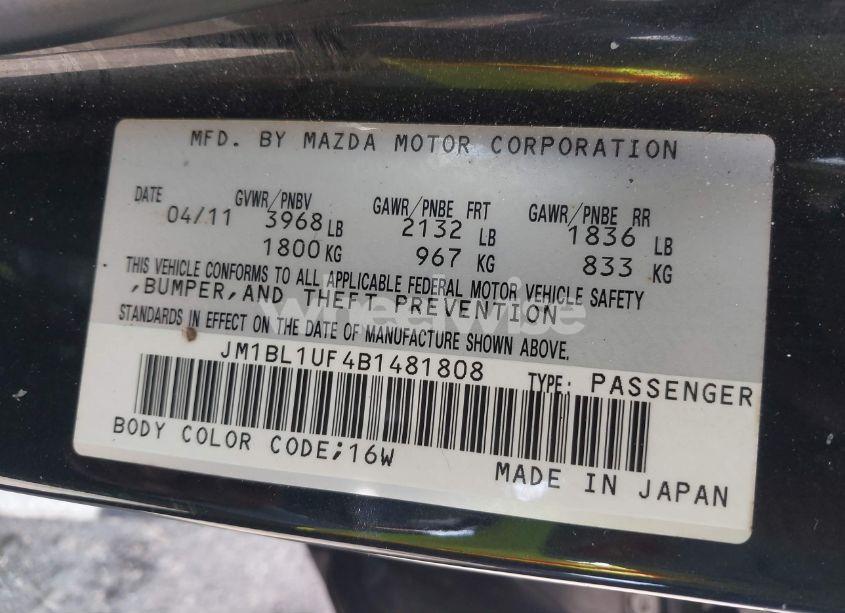 MFD. BY MAZDA MOTOR CORPORATION
DATE GVWR/PNBV GAWR/PNBE FRT GAWR/PNBE RR
04/11 3968 LB 2132 LB 1836 LB
1800 KG 967 KG 833 KG
THIS VEHICLE CONFORMS TO ALL APPLICABLE FEDERAL MOTOR VEHICLE SAFETY
,BUMPER,AND THEFT PREVENTION
wheelwise
STANDARDS IN EFFECT ON THE DATE OF MANUFACTURE SHOWN ABOVE.
JM1BL1UF4B1481808
TYPE: PASSENGER
BODY COLOR CODE;16W
MADE IN JAPAN